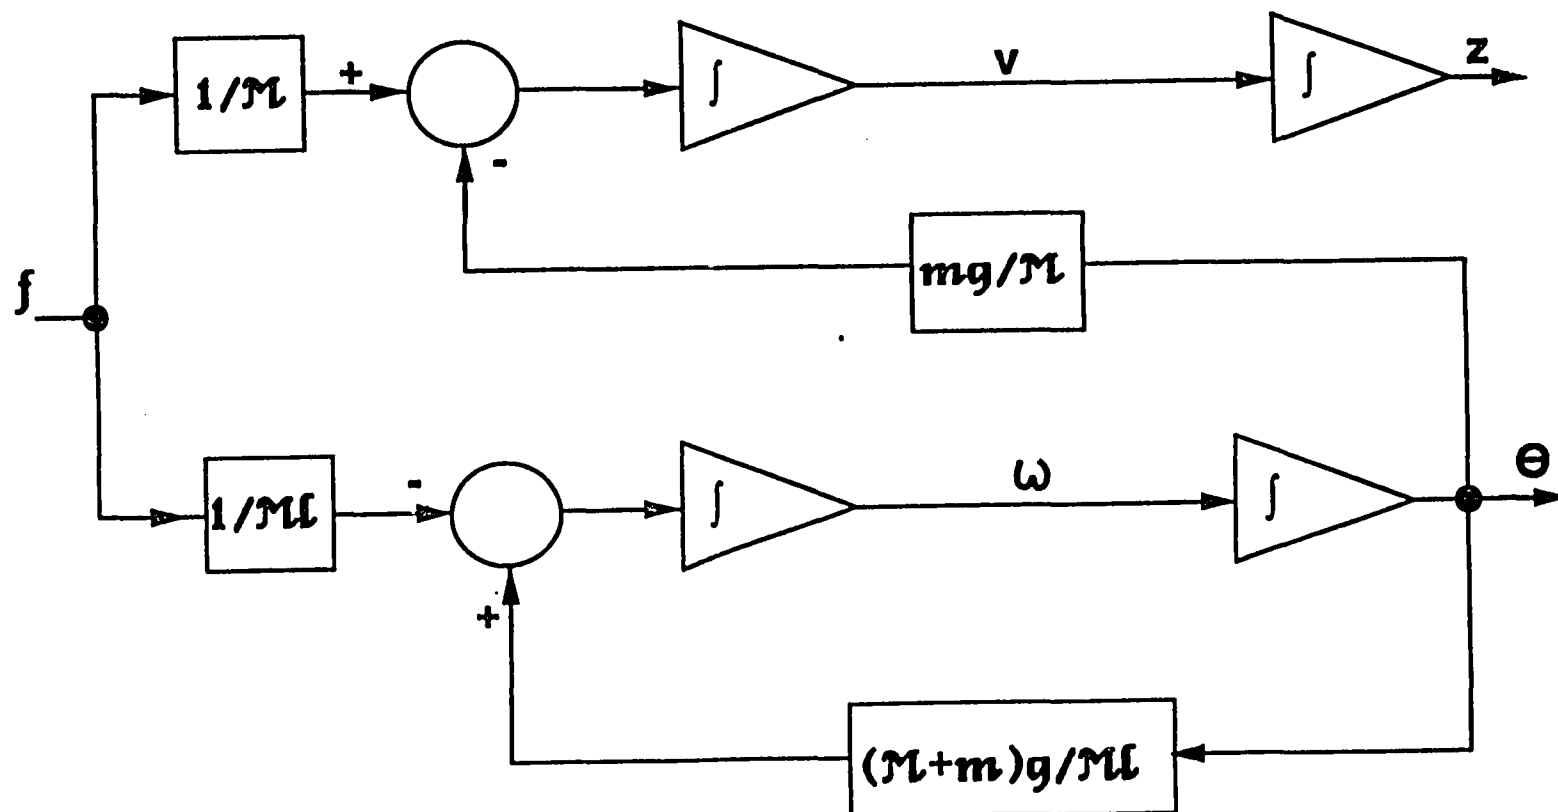 1/M
+
∫
v
∫
z
-
mg/M
f
1/Ml
-
∫
ω
∫
Θ
+
(M+m)g/Ml